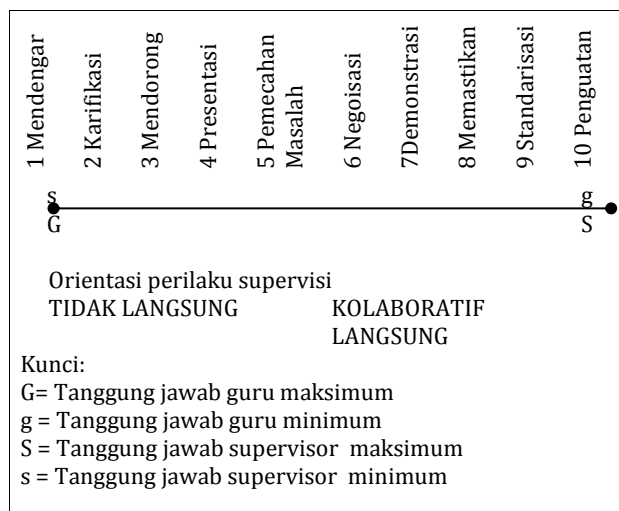 1 Mendengar
2 Karifikasi
3 Mendorong
4 Presentasi
5 Pemecahan
Masalah
6 Negoisasi
7Demonstrasi
8 Memastikan
9 Standarisasi
10 Penguatan
s g
G S
Orientasi perilaku supervisi
TIDAK LANGSUNG KOLABORATIF
LANGSUNG
Kunci:
G= Tanggung jawab guru maksimum
g = Tanggung jawab guru minimum
S = Tanggung jawab supervisor maksimum
s = Tanggung jawab supervisor minimum